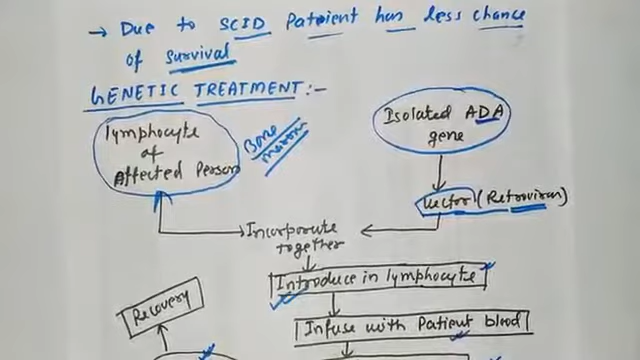 → Due to SCID Patoient has less chance
of survival
GENETIC TREATMENT :-
lymphocyte
of
Affected Person
Bone
marrow
Isolated ADA
gene
Vector (Retrovirus)
Incorporate
together
Introduce in lymphocyte
Infuse with Patient blood
Recovery